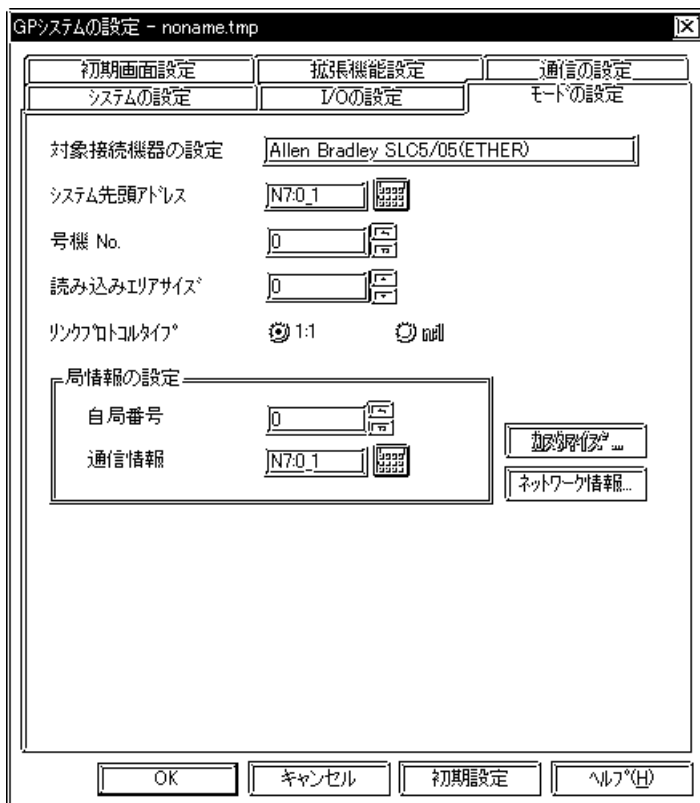 GPシステムの設定 - noname.tmp
初期画面設定 拡張機能設定 通信の設定
システムの設定 I/Oの設定 モードの設定
対象接続機器の設定 Allen Bradley SLC5/05(ETHER)
システム先頭アドレス N7:0_1
号機 No. 0
読み込みエリアサイズ 0
リンクプロトコルタイプ 1:1 n:1
局情報の設定
自局番号 0
カスタマイズ...
通信情報 N7:0_1
ネットワーク情報...
OK キャンセル 初期設定 ヘルプ(H)